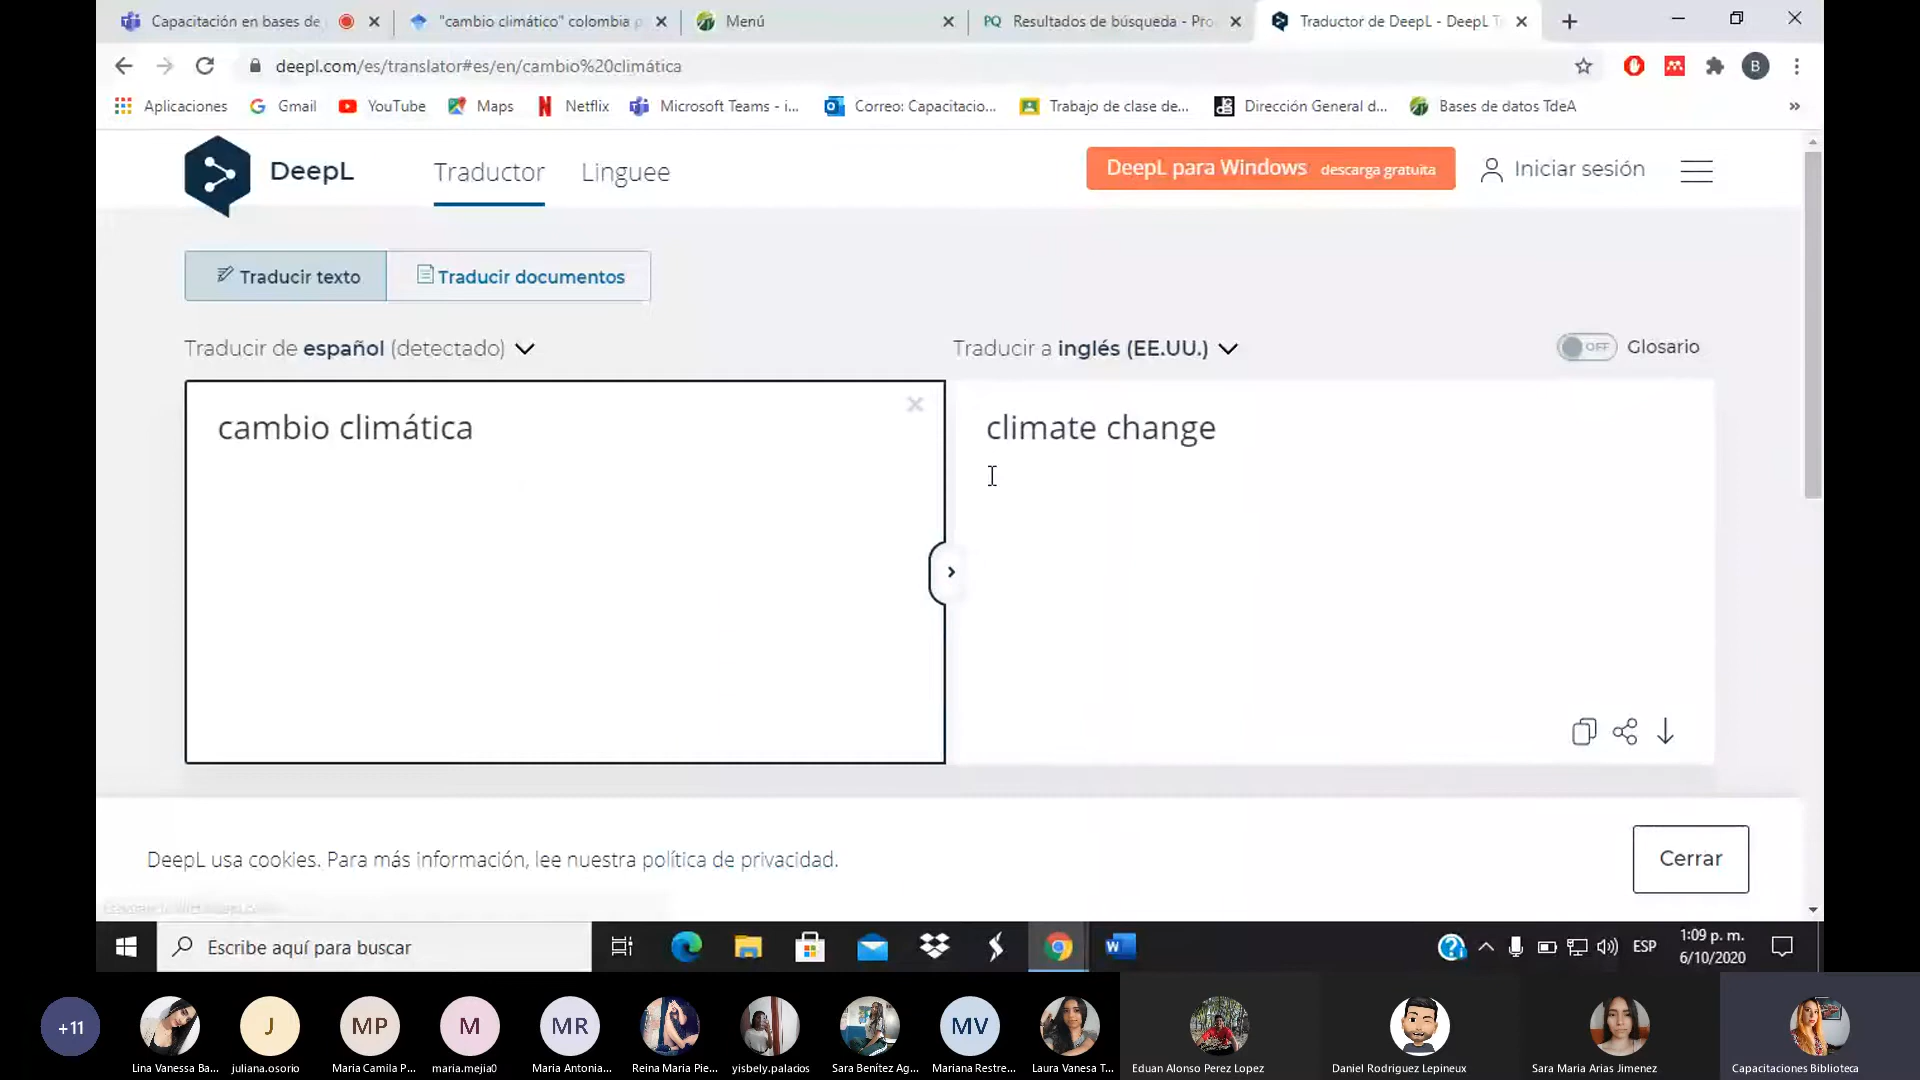 Capacitación en bases de
"cambio climático" colombia p
Menú
PQ Resultados de búsqueda - Pro
Traductor de DeepL - DeepL T
deepl.com/es/translator#es/en/cambio%20climática
B
Aplicaciones
Gmail
YouTube
Maps
Netflix
Microsoft Teams - i...
Correo: Capacitacio...
Trabajo de clase de...
Dirección General d...
Bases de datos TdeA
»
DeepL
Traductor
Linguee
DeepL para Windows descarga gratuita
Iniciar sesión
Traducir texto
Traducir documentos
Traducir de español (detectado)
Traducir a inglés (EE.UU.)
OFF Glosario
cambio climática
climate change
DeepL usa cookies. Para más información, lee nuestra política de privacidad.
Cerrar
Escribe aquí para buscar
ESP
1:09 p. m.
6/10/2020
+11
J
MP
M
MR
MV
Lina Vanessa Ba...
juliana.osorio
Maria Camila P...
maria.mejia0
Maria Antonia...
Reina Maria Pie...
yisbely.palacios
Sara Benítez Ag...
Mariana Restre...
Laura Vanesa T...
Eduan Alonso Perez Lopez
Daniel Rodriguez Lepineux
Sara Maria Arias Jimenez
Capacitaciones Biblioteca